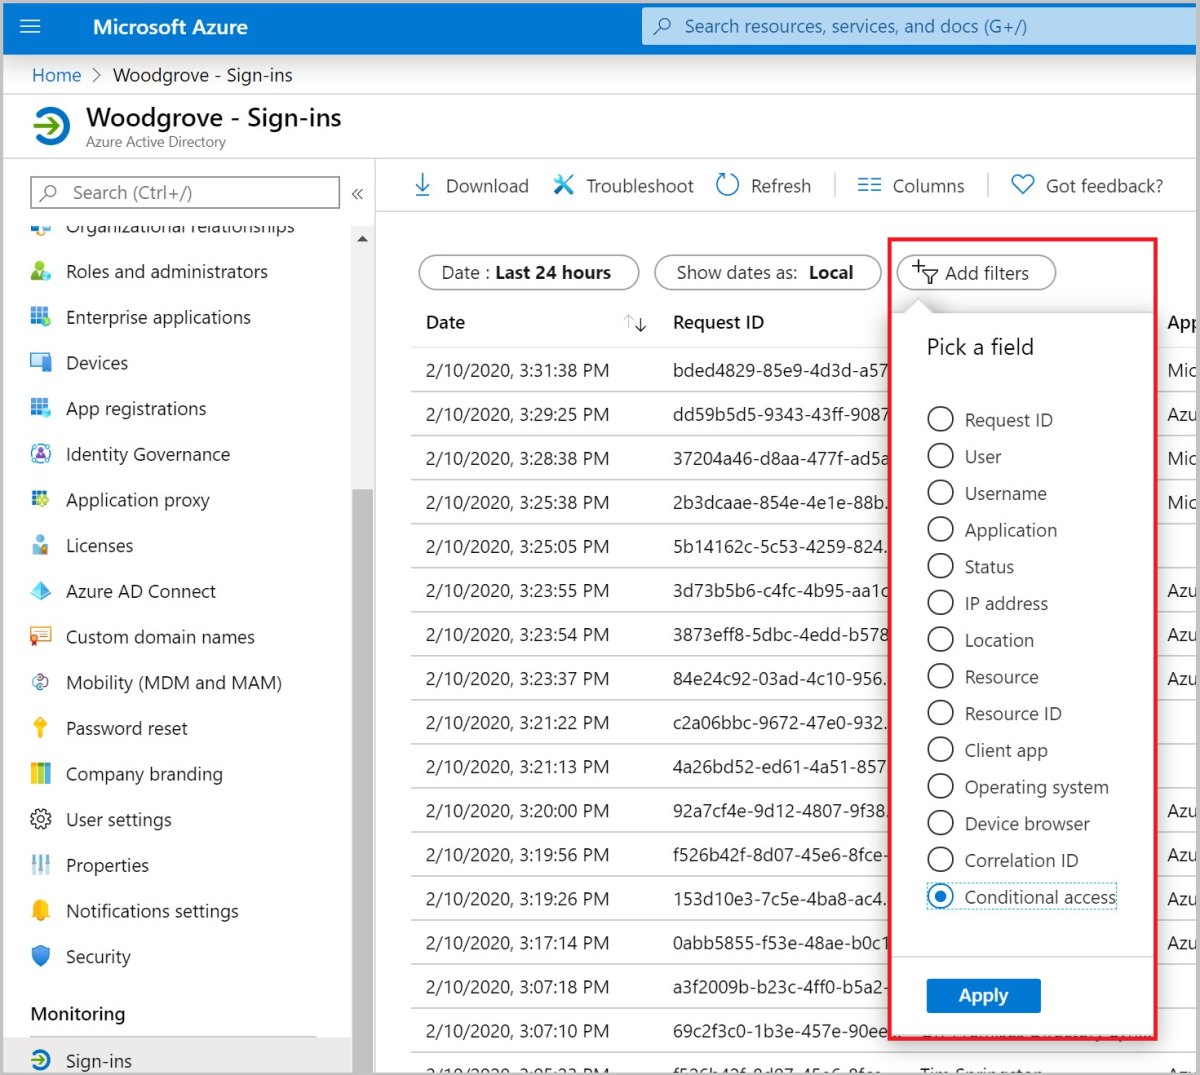 Microsoft Azure
Search resources, services, and docs (G+/)
Home > Woodgrove - Sign-ins
Woodgrove - Sign-ins
Azure Active Directory
Search (Ctrl+/)
«
Organizational relationships
Roles and administrators
Enterprise applications
Devices
App registrations
Identity Governance
Application proxy
Licenses
Azure AD Connect
Custom domain names
Mobility (MDM and MAM)
Password reset
Company branding
User settings
Properties
Notifications settings
Security
Monitoring
Sign-ins
Download Troubleshoot Refresh Columns Got feedback?
Date : Last 24 hours Show dates as: Local Add filters
Date Request ID App
2/10/2020, 3:31:38 PM bded4829-85e9-4d3d-a57 Mic
2/10/2020, 3:29:25 PM dd59b5d5-9343-43ff-9087 Azu
2/10/2020, 3:28:38 PM 37204a46-d8aa-477f-ad5a Mic
2/10/2020, 3:25:38 PM 2b3dcaae-854e-4e1e-88b. Mic
2/10/2020, 3:25:05 PM 5b14162c-5c53-4259-824.
2/10/2020, 3:23:55 PM 3d73b5b6-c4fc-4b95-aa1c Azu
2/10/2020, 3:23:54 PM 3873eff8-5dbc-4edd-b578 Azu
2/10/2020, 3:23:37 PM 84e24c92-03ad-4c10-956. Azu
2/10/2020, 3:21:22 PM c2a06bbc-9672-47e0-932.
2/10/2020, 3:21:13 PM 4a26bd52-ed61-4a51-857
2/10/2020, 3:20:00 PM 92a7cf4e-9d12-4807-9f38. Azu
2/10/2020, 3:19:56 PM f526b42f-8d07-45e6-8fce- Azu
2/10/2020, 3:19:26 PM 153d10e3-7c5e-4ba8-ac4. Azu
2/10/2020, 3:17:14 PM 0abb5855-f53e-48ae-b0c1 Azu
2/10/2020, 3:07:18 PM a3f2009b-b23c-4ff0-b5a2-
2/10/2020, 3:07:10 PM 69c2f3c0-1b3e-457e-90ee
Pick a field
Request ID
User
Username
Application
Status
IP address
Location
Resource
Resource ID
Client app
Operating system
Device browser
Correlation ID
Conditional access
Apply